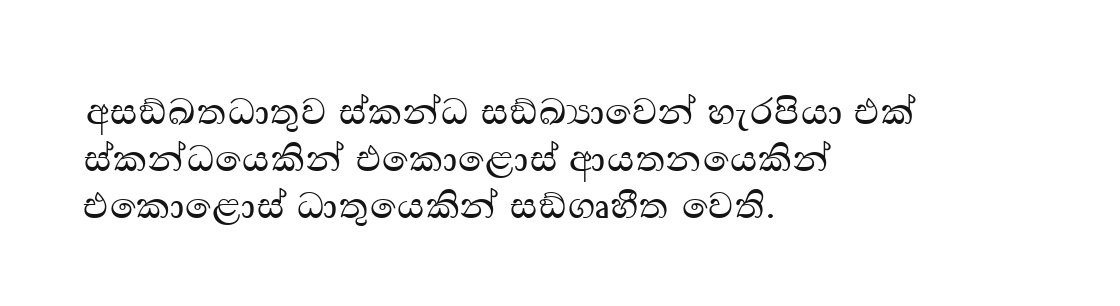 අසඞ්ඛතධාතුව ස්කන්ධ සඞ්ඛ්‍යාවෙන් හැරපියා එක්
ස්කන්ධයෙකින් එකොළොස් ආයතනයෙකින්
එකොළොස් ධාතුයෙකින් සඞ්ගෘහීත වෙති.